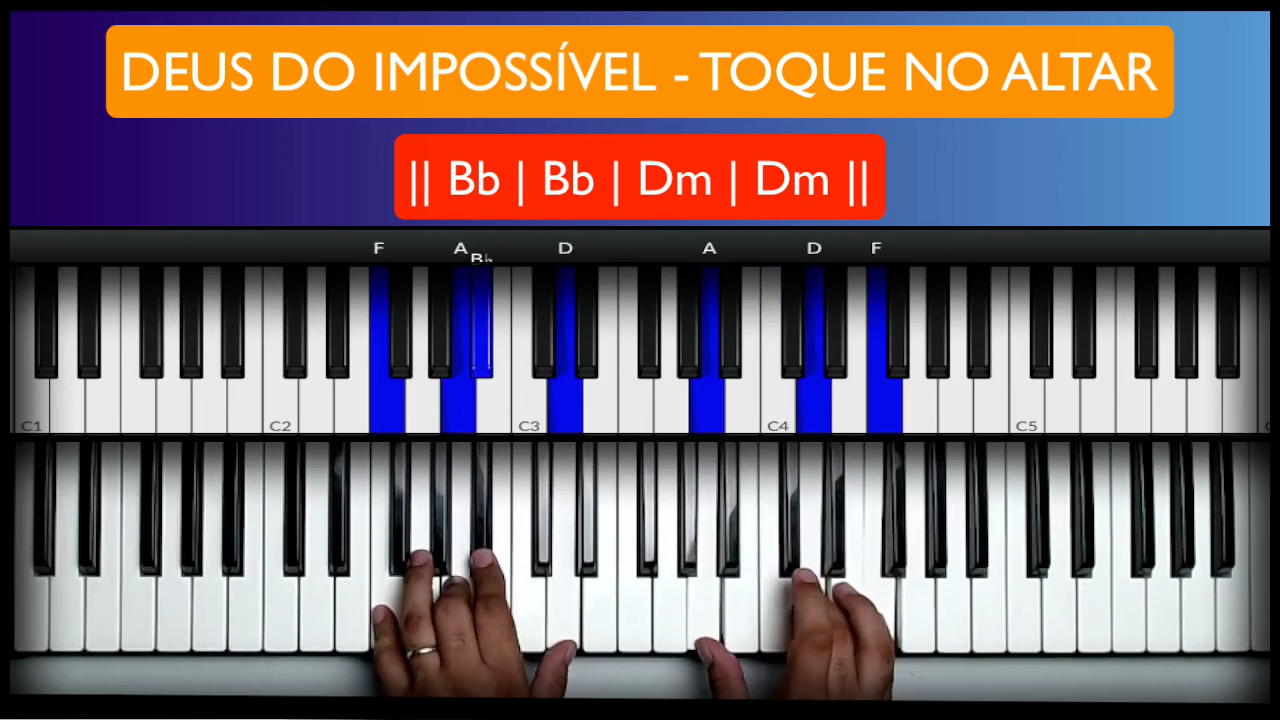 DEUS DO IMPOSSÍVEL - TOQUE NO ALTAR
|| Bb | Bb | Dm | Dm ||
F A Bb D A D F
C1 C2 C3 C4 C5